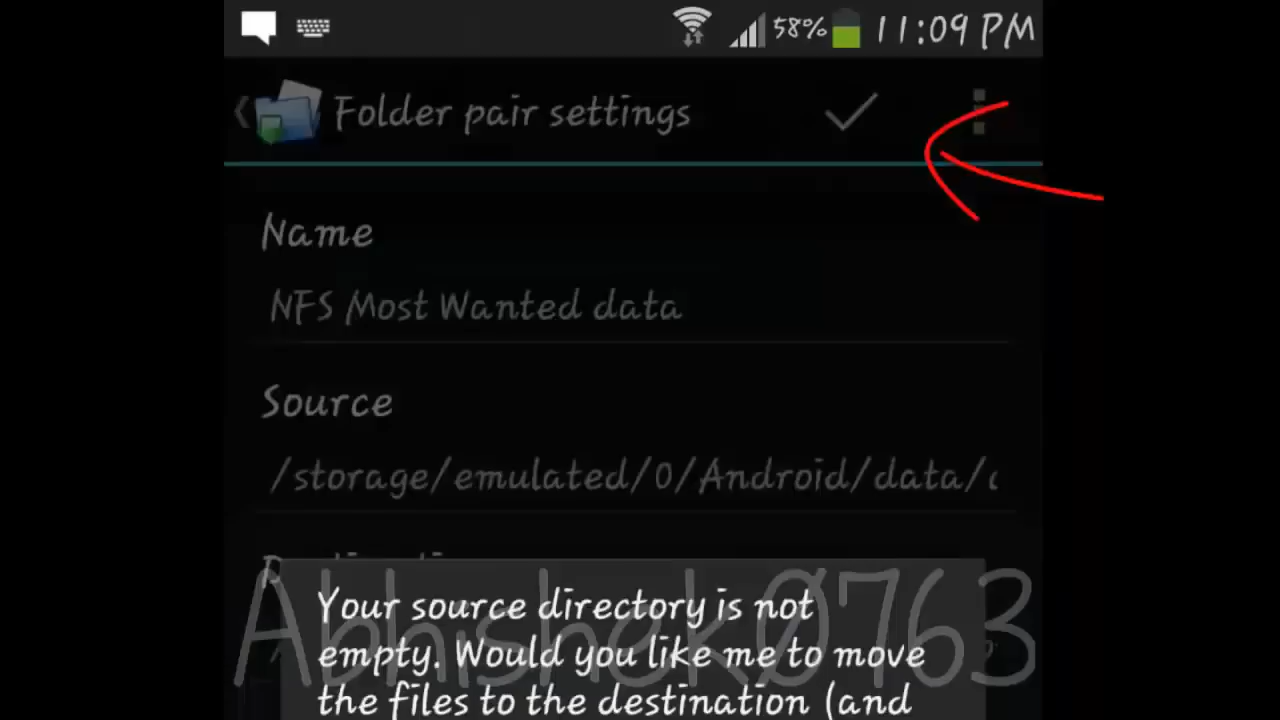 58% 11:09 PM
Folder pair settings
Name
NFS Most Wanted data
Source
/storage/emulated/0/Android/data/
Abhishek0763
Your source directory is not
empty. Would you like me to move
the files to the destination (and